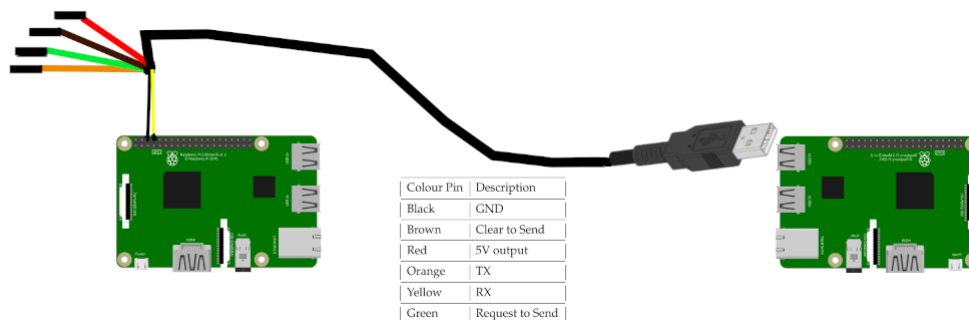 Colour Pin Description
Black GND
Brown Clear to Send
Red 5V output
Orange TX
Yellow RX
Green Request to Send